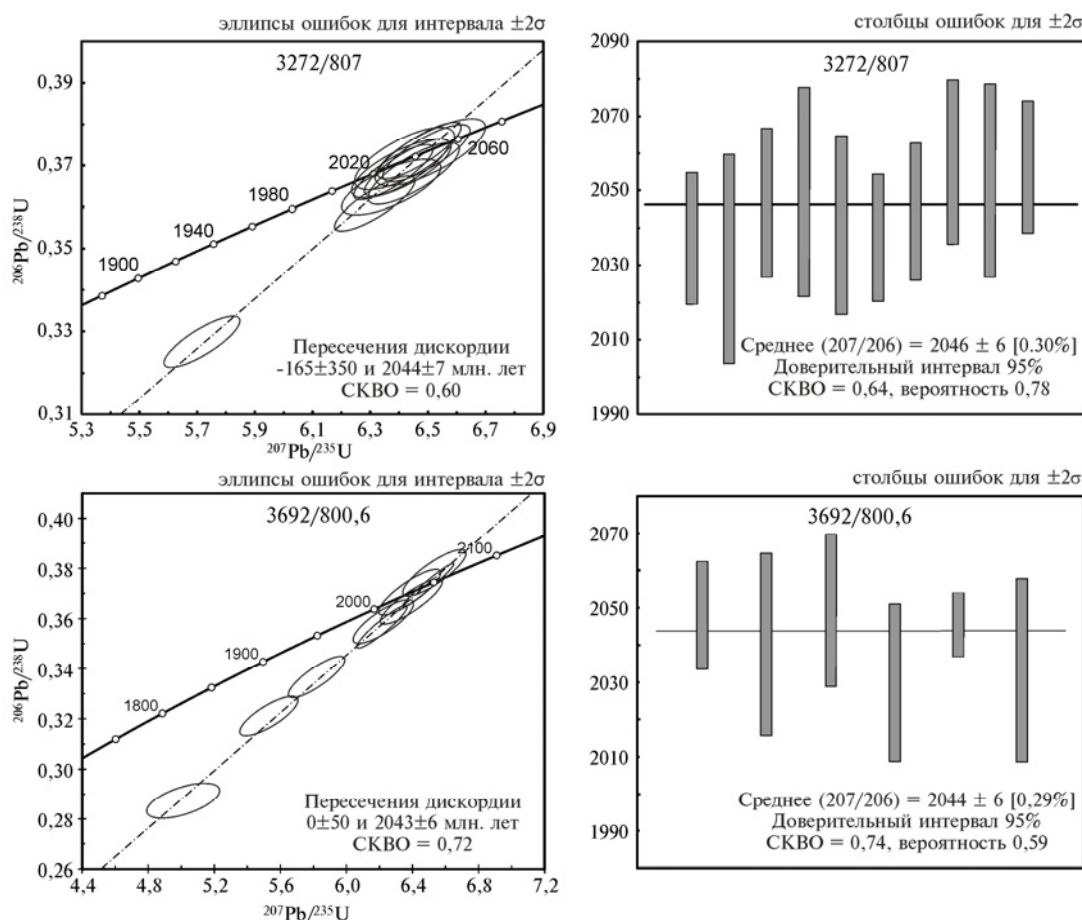 эллипсы ошибок для интервала ±2σ
3272/807
0,39
0,37
0,35
0,33
0,31
²⁰⁶Pb/²³⁸U
1900
1940
1980
2020
2060
Пересечения дискордии
-165±350 и 2044±7 млн. лет
СКВО = 0,60
5,3 5,5 5,7 5,9 6,1 6,3 6,5 6,7 6,9
²⁰⁷Pb/²³⁵U
столбцы ошибок для ±2σ
2090
3272/807
2070
2050
2030
2010
1990
Среднее (207/206) = 2046 ± 6 [0.30%]
Доверительный интервал 95%
СКВО = 0,64, вероятность 0,78
эллипсы ошибок для интервала ±2σ
3692/800,6
0,40
0,38
0,36
0,34
0,32
0,30
0,28
0,26
²⁰⁶Pb/²³⁸U
1800
1900
2000
2100
Пересечения дискордии
0±50 и 2043±6 млн. лет
СКВО = 0,72
4,4 4,8 5,2 5,6 6,0 6,4 6,8 7,2
²⁰⁷Pb/²³⁵U
столбцы ошибок для ±2σ
3692/800,6
2070
2050
2030
2010
1990
Среднее (207/206) = 2044 ± 6 [0,29%]
Доверительный интервал 95%
СКВО = 0,74, вероятность 0,59